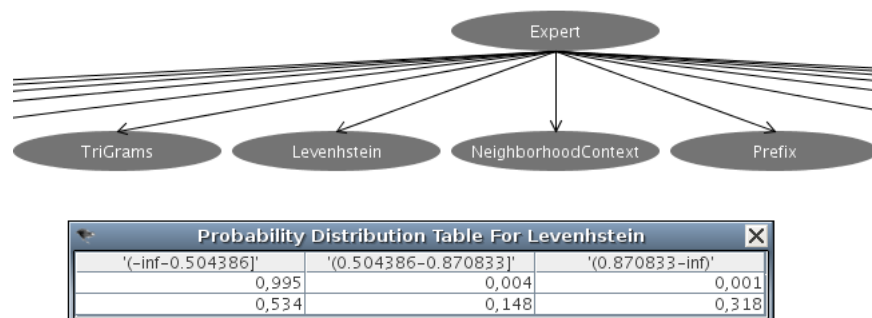 Expert
TriGrams Levenhstein NeighborhoodContext Prefix
Probability Distribution Table For Levenhstein
'(-inf-0.504386]' '(0.504386-0.870833]' '(0.870833-inf)'
0,995 0,004 0,001
0,534 0,148 0,318